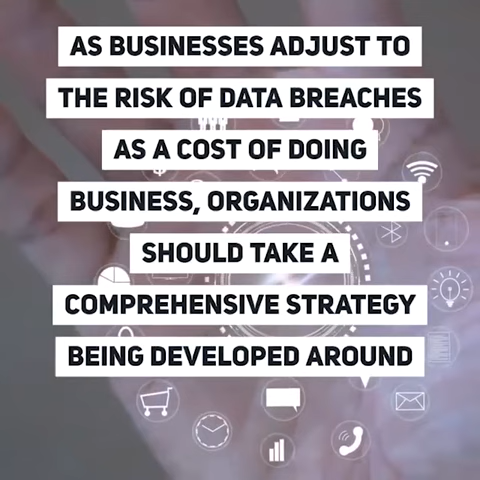 AS BUSINESSES ADJUST TO
THE RISK OF DATA BREACHES
AS A COST OF DOING
BUSINESS, ORGANIZATIONS
SHOULD TAKE A
COMPREHENSIVE STRATEGY
BEING DEVELOPED AROUND